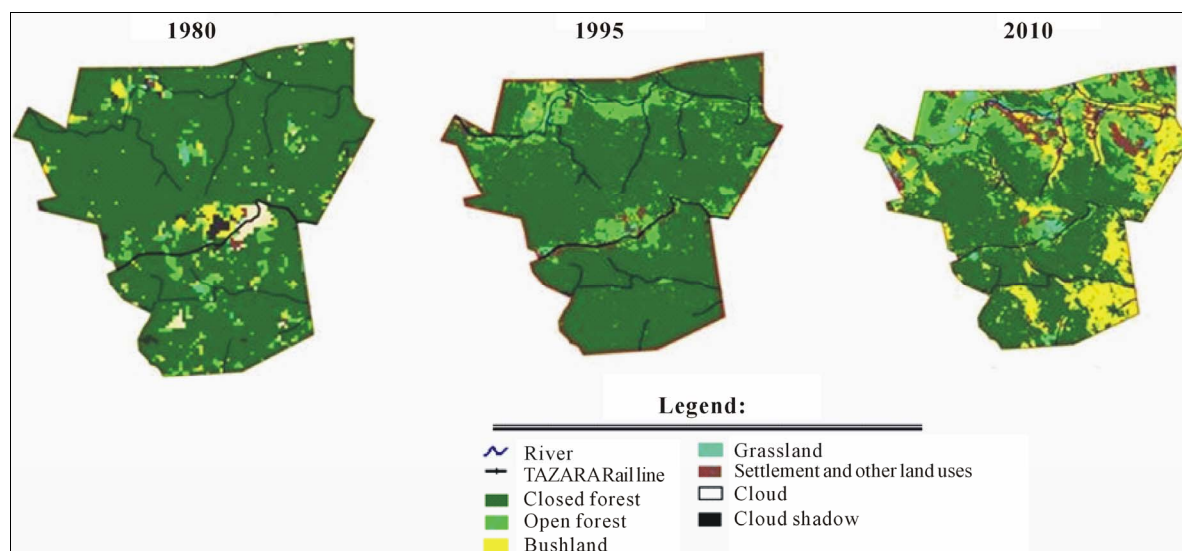 1980 1995 2010
Legend:
River
TAZARA Rail line
Closed forest
Open forest
Bushland
Grassland
Settlement and other land uses
Cloud
Cloud shadow